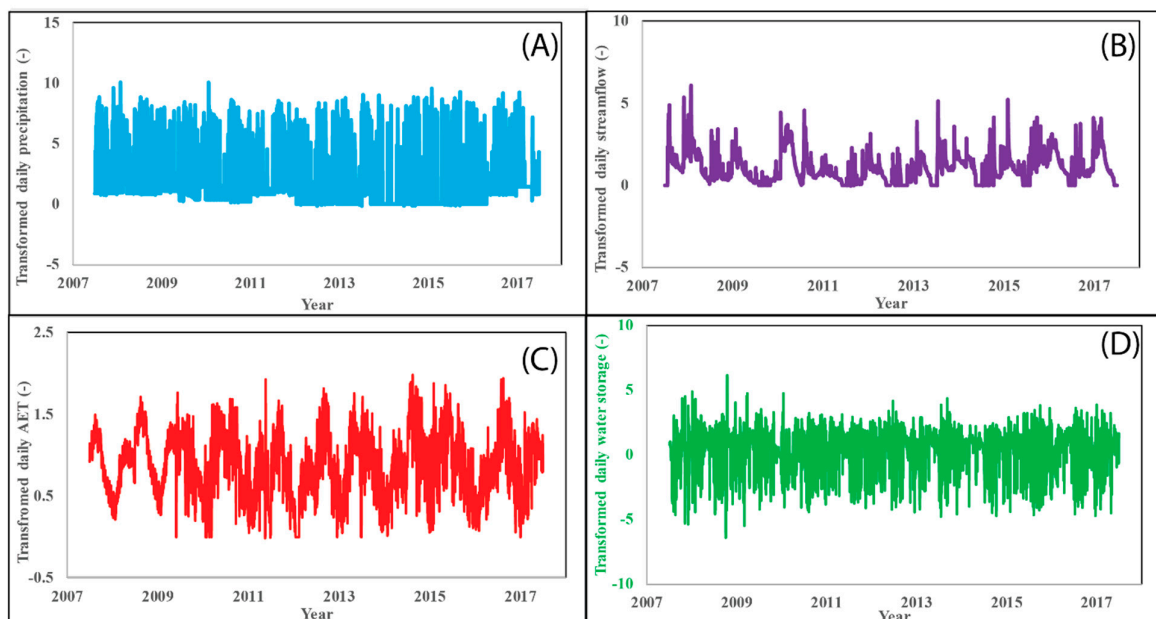 Transformed daily precipitation (-)
15
10
5
0
-5
2007 2009 2011 2013 2015 2017
Year
(A)
Transformed daily streamflow (-)
10
5
0
-5
2007 2009 2011 2013 2015 2017
Year
(B)
Transfromed daily AET (-)
2.5
1.5
0.5
-0.5
2007 2009 2011 2013 2015 2017
Year
(C)
Transformed daily water storage (-)
10
5
0
-5
-10
2007 2009 2011 2013 2015 2017
Year
(D)